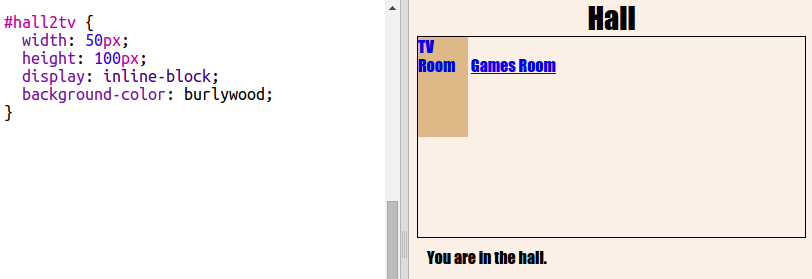 #hall2tv {
width: 50px;
height: 100px;
display: inline-block;
background-color: burlywood;
}
Hall
TV
Room Games Room
You are in the hall.